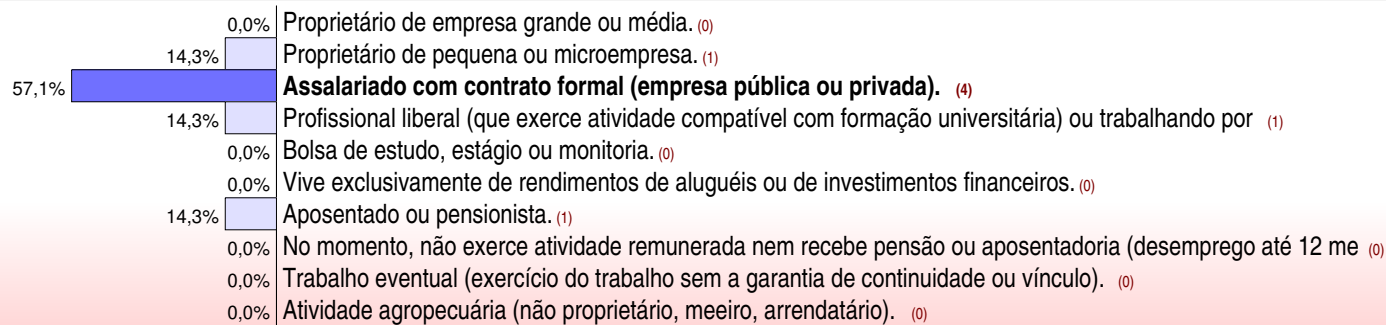 0,0% Proprietário de empresa grande ou média. (0)
14,3% Proprietário de pequena ou microempresa. (1)
57,1% Assalariado com contrato formal (empresa pública ou privada). (4)
14,3% Profissional liberal (que exerce atividade compatível com formação universitária) ou trabalhando por (1)
0,0% Bolsa de estudo, estágio ou monitoria. (0)
0,0% Vive exclusivamente de rendimentos de aluguéis ou de investimentos financeiros. (0)
14,3% Aposentado ou pensionista. (1)
0,0% No momento, não exerce atividade remunerada nem recebe pensão ou aposentadoria (desemprego até 12 me (0)
0,0% Trabalho eventual (exercício do trabalho sem a garantia de continuidade ou vínculo). (0)
0,0% Atividade agropecuária (não proprietário, meeiro, arrendatário). (0)